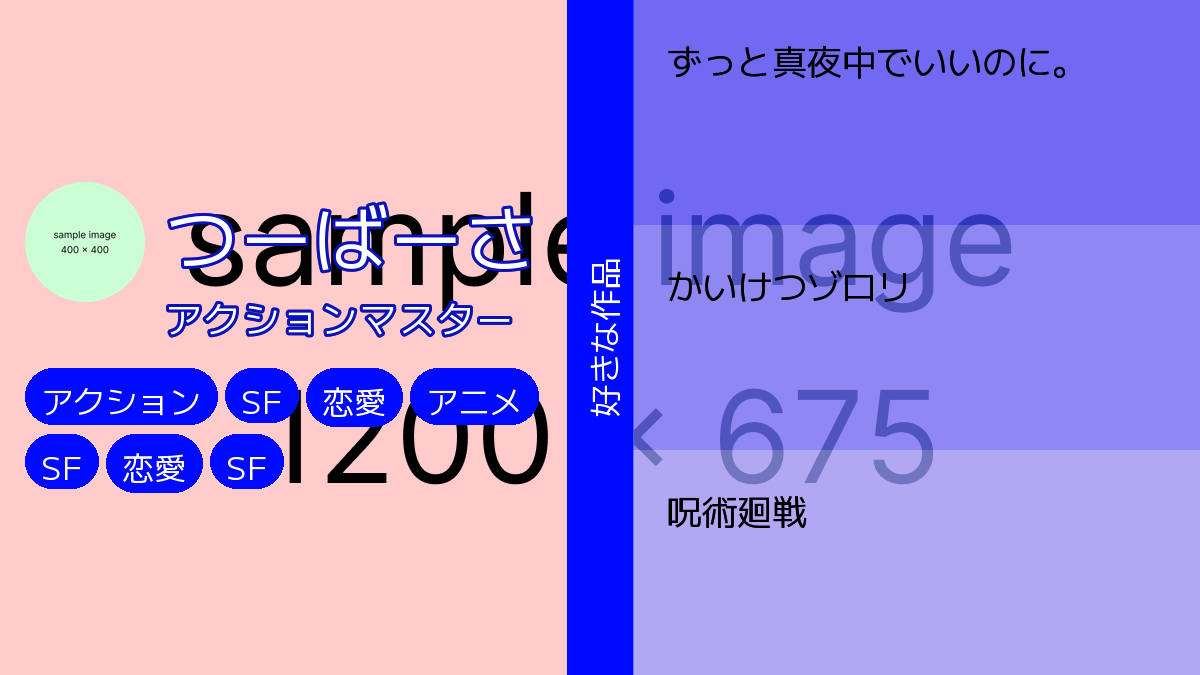 sample image
1200 × 675
sample image
400 × 400
つーばーさ
アクションマスター
アクション SF 恋愛 アニメ
SF 恋愛 SF
好きな作品
ずっと真夜中でいいのに。
かいけつゾロリ
呪術廻戦